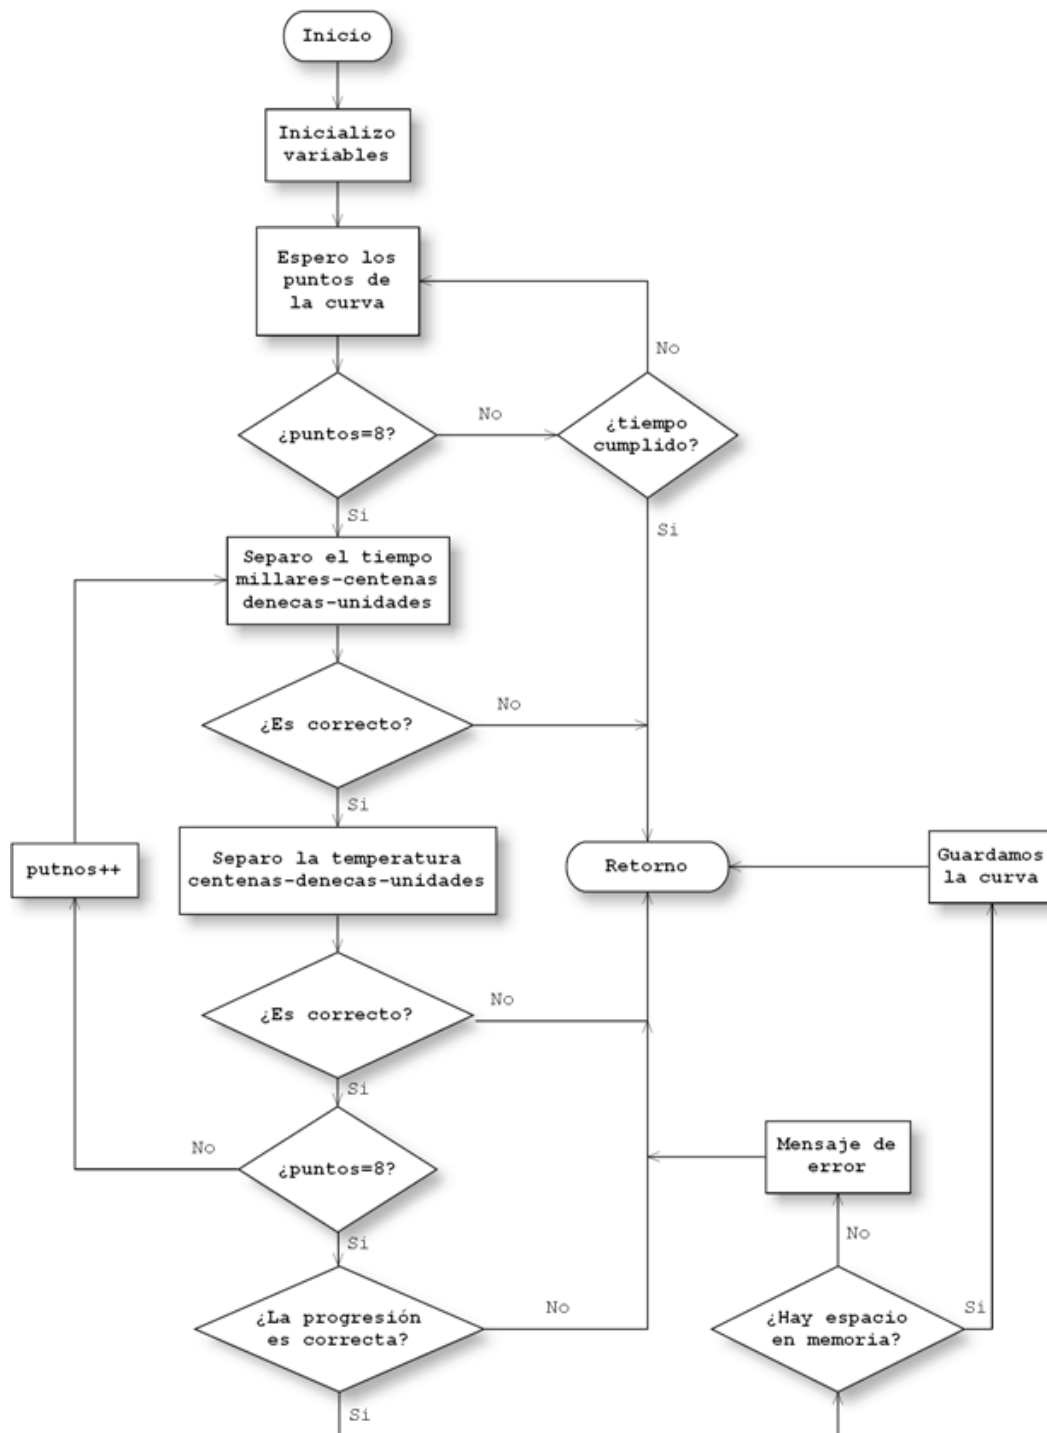 Inicio
Inicializo
variables
Espero los
puntos de
la curva
No
¿puntos=8?
No
¿tiempo
cumplido?
Si
Si
Separo el tiempo
millares-centenas
denecas-unidades
¿Es correcto?
No
Si
putnos++
Separo la temperatura
centenas-denecas-unidades
Retorno
Guardamos
la curva
¿Es correcto?
No
Si
No
¿puntos=8?
Mensaje de
error
Si
No
¿La progresión
es correcta?
No
¿Hay espacio
en memoria?
Si
Si